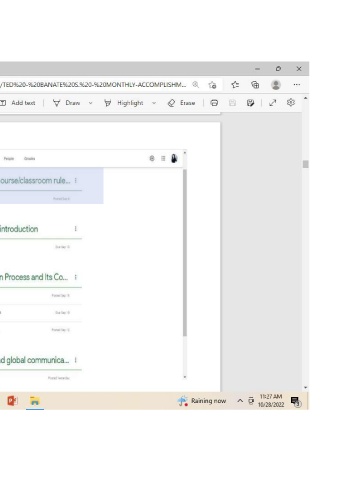 /TED%20-%20BANATE%20S.%20-%20MONTHLY-ACCOMPLISHM...
Add text Draw Highlight Erase
People Grades
ourse/classroom rule...
introduction
n Process and Its Co...
nd global communica...
Raining now
11:27 AM
10/28/2022